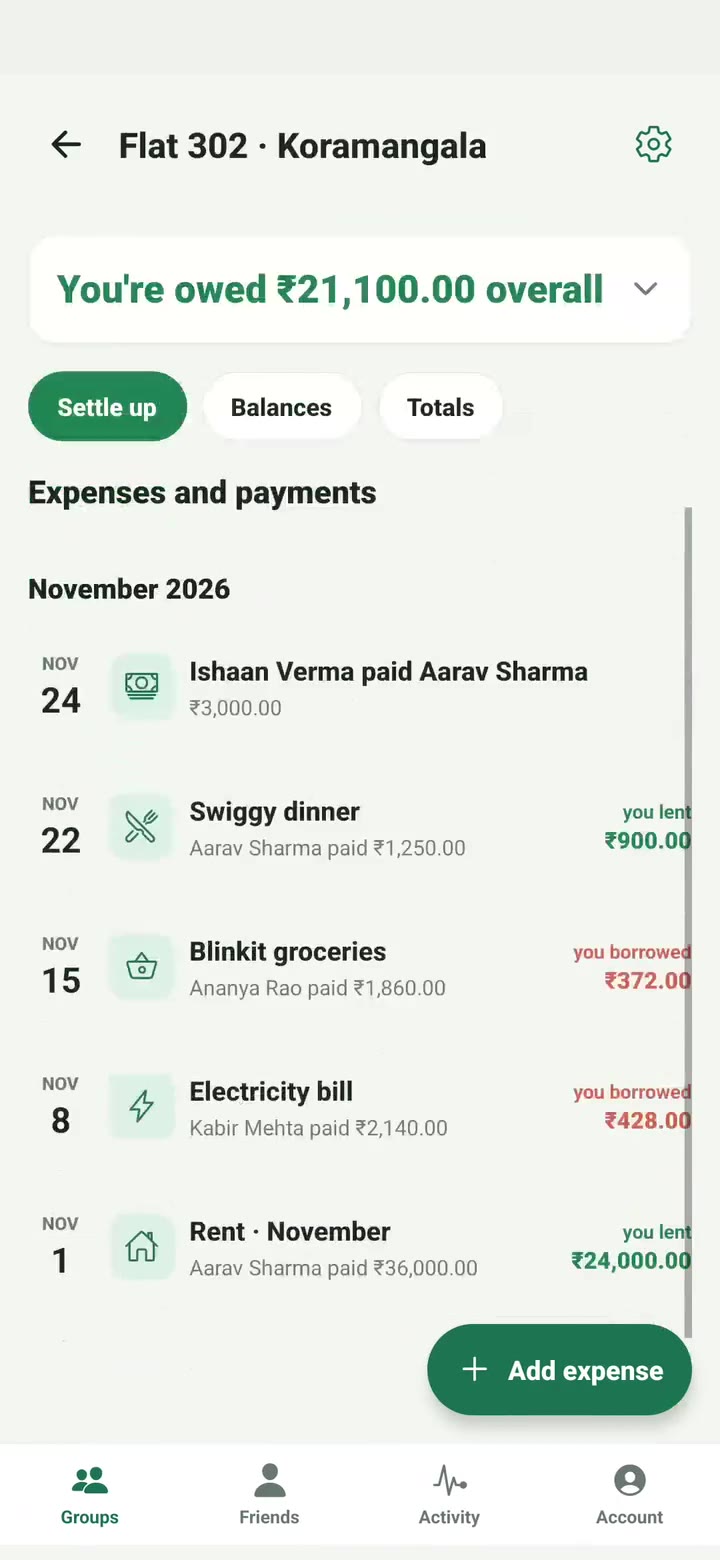 Flat 302 · Koramangala
You're owed ₹21,100.00 overall
Settle up
Balances
Totals
Expenses and payments
November 2026
NOV
24
Ishaan Verma paid Aarav Sharma
₹3,000.00
NOV
22
Swiggy dinner
Aarav Sharma paid ₹1,250.00
you lent
₹900.00
NOV
15
Blinkit groceries
Ananya Rao paid ₹1,860.00
you borrowed
₹372.00
NOV
8
Electricity bill
Kabir Mehta paid ₹2,140.00
you borrowed
₹428.00
NOV
1
Rent · November
Aarav Sharma paid ₹36,000.00
you lent
₹24,000.00
Add expense
Groups
Friends
Activity
Account